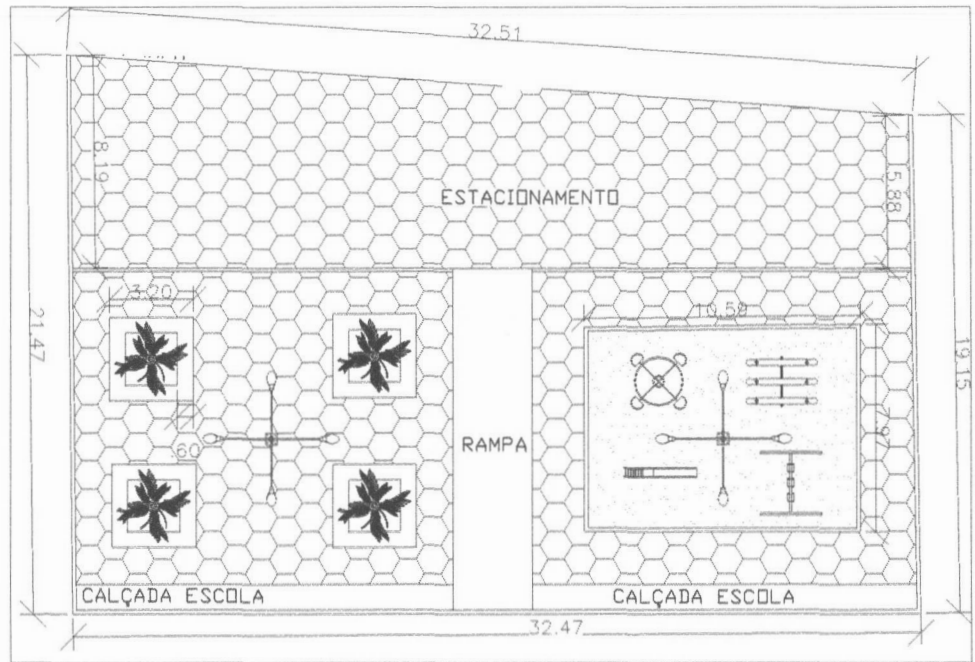 32.51
8.19
ESTACIONAMENTO
5.88
3.20
10.59
21.47
19.15
7.97
RAMPA
60
CALÇADA ESCOLA
CALÇADA ESCOLA
32.47